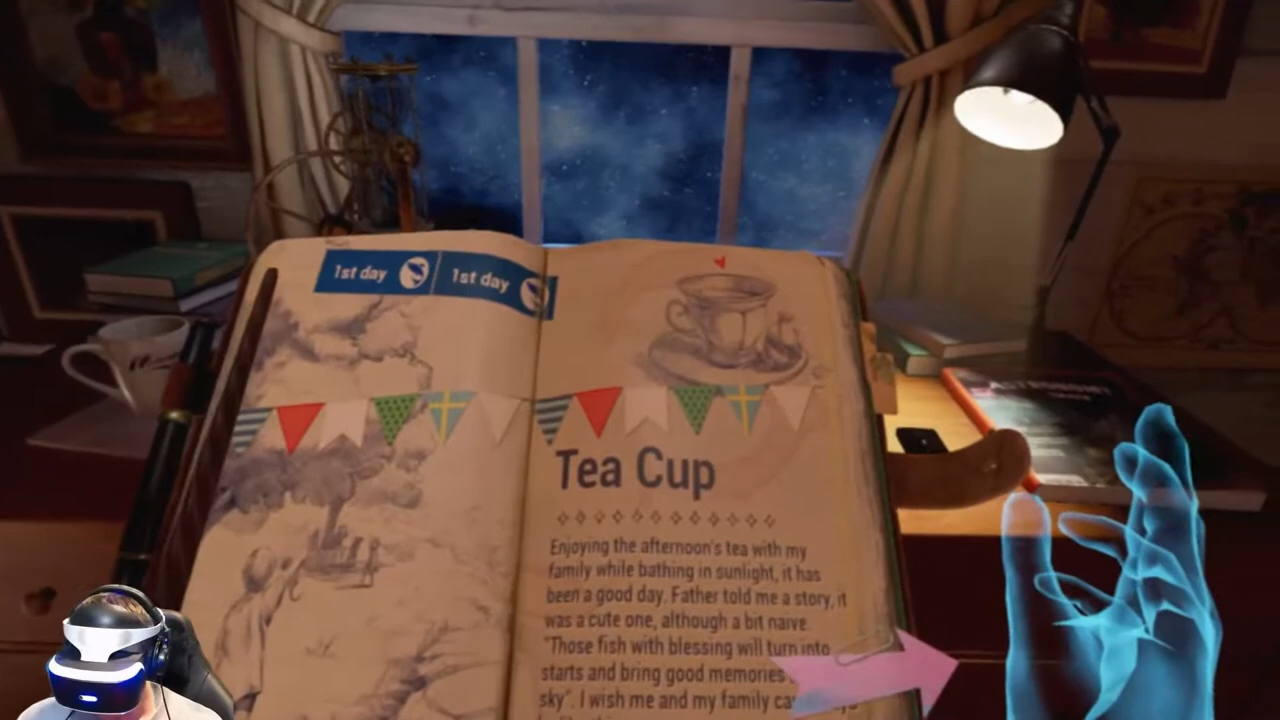 1st day
1st day
Tea Cup
Enjoying the afternoon's tea with my
family while bathing in sunlight, it has
been a good day. Father told me a story, it
was a cute one, although a bit naive.
"Those fish with blessing will turn into
starts and bring good memories
sky". I wish me and my family